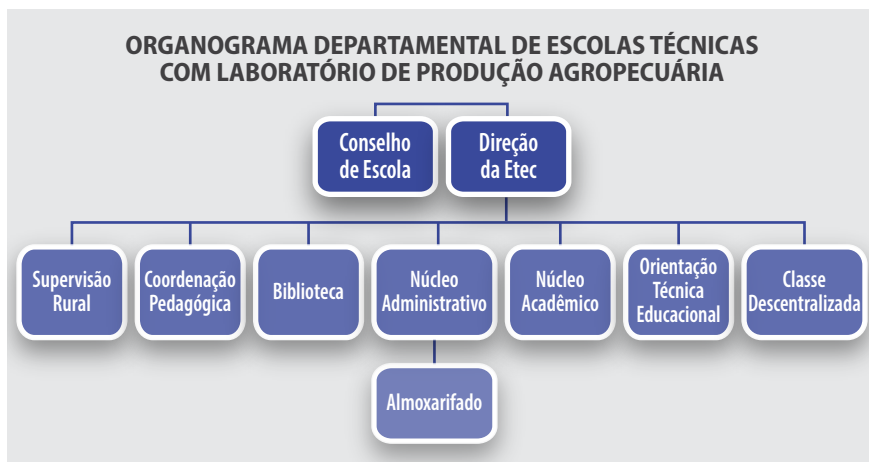 ORGANOGRAMA DEPARTAMENTAL DE ESCOLAS TÉCNICAS
COM LABORATÓRIO DE PRODUÇÃO AGROPECUÁRIA
Conselho
de Escola
Direção
da Etec
Supervisão
Rural
Coordenação
Pedagógica
Biblioteca
Núcleo
Administrativo
Núcleo
Acadêmico
Orientação
Técnica
Educacional
Classe
Descentralizada
Almoxarifado